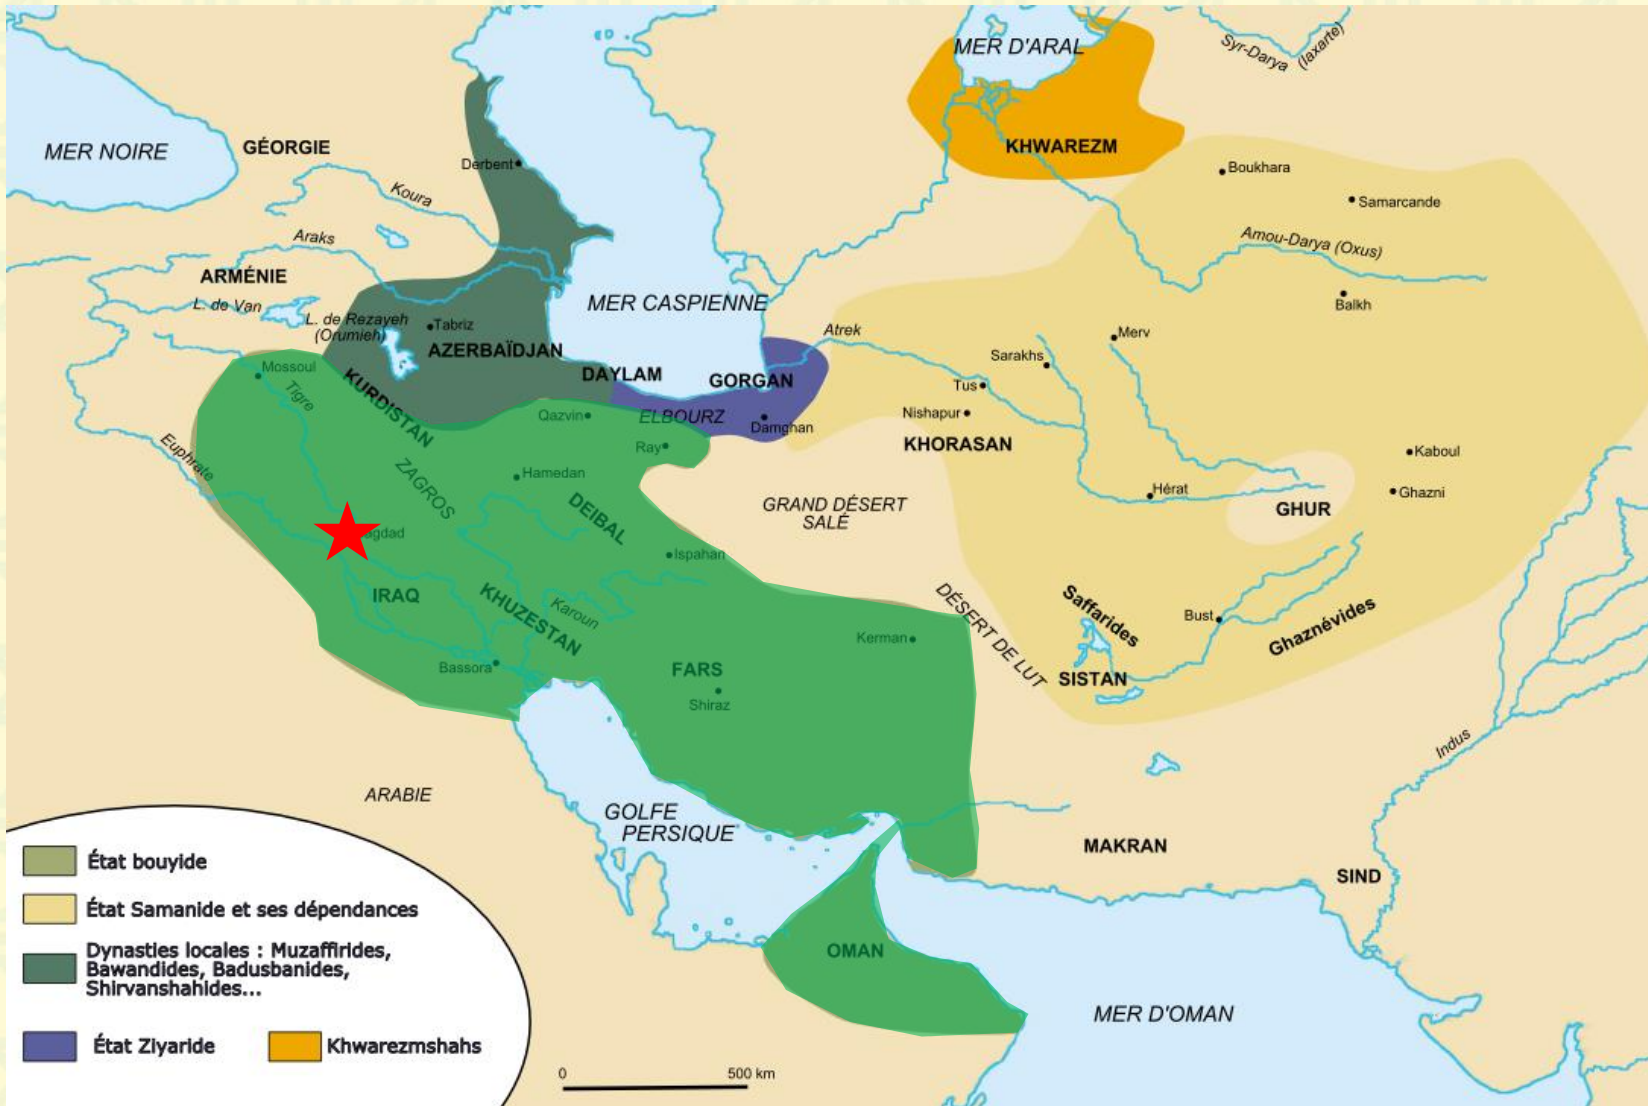 MER D'ARAL
Syr-Darya (Iaxarte)
MER NOIRE
GÉORGIE
KHWAREZM
Derbent
Boukhara
Koura
Samarcande
Araks
Amou-Darya (Oxus)
ARMÉNIE
L. de Van
MER CASPIENNE
Balkh
L. de Rezayeh
(Orumieh)
Tabriz
Atrek
Merv
AZERBAÏDJAN
Sarakhs
Mossoul
DAYLAM
GORGAN
Tus
Tigre
KURDISTAN
Qazvin
ELBOURZ
Damghan
Nishapur
KHORASAN
Euphrate
Ray
Kaboul
ZAGROS
Hamedan
Hérat
Ghazni
DEIBAL
GRAND DÉSERT
SALÉ
GHUR
agdad
Ispahan
IRAQ
KHUZESTAN
Karoun
DÉSERT DE LUT
Saffarides
Bust
Ghaznévides
Kerman
Bassora
FARS
SISTAN
Shiraz
Indus
ARABIE
GOLFE
PERSIQUE
MAKRAN
SIND
OMAN
MER D'OMAN
État bouyide
État Samanide et ses dépendances
Dynasties locales : Muzaffirides,
Bawandides, Badusbanides,
Shirvanshahides...
État Ziyaride
Khwarezmshahs
0
500 km